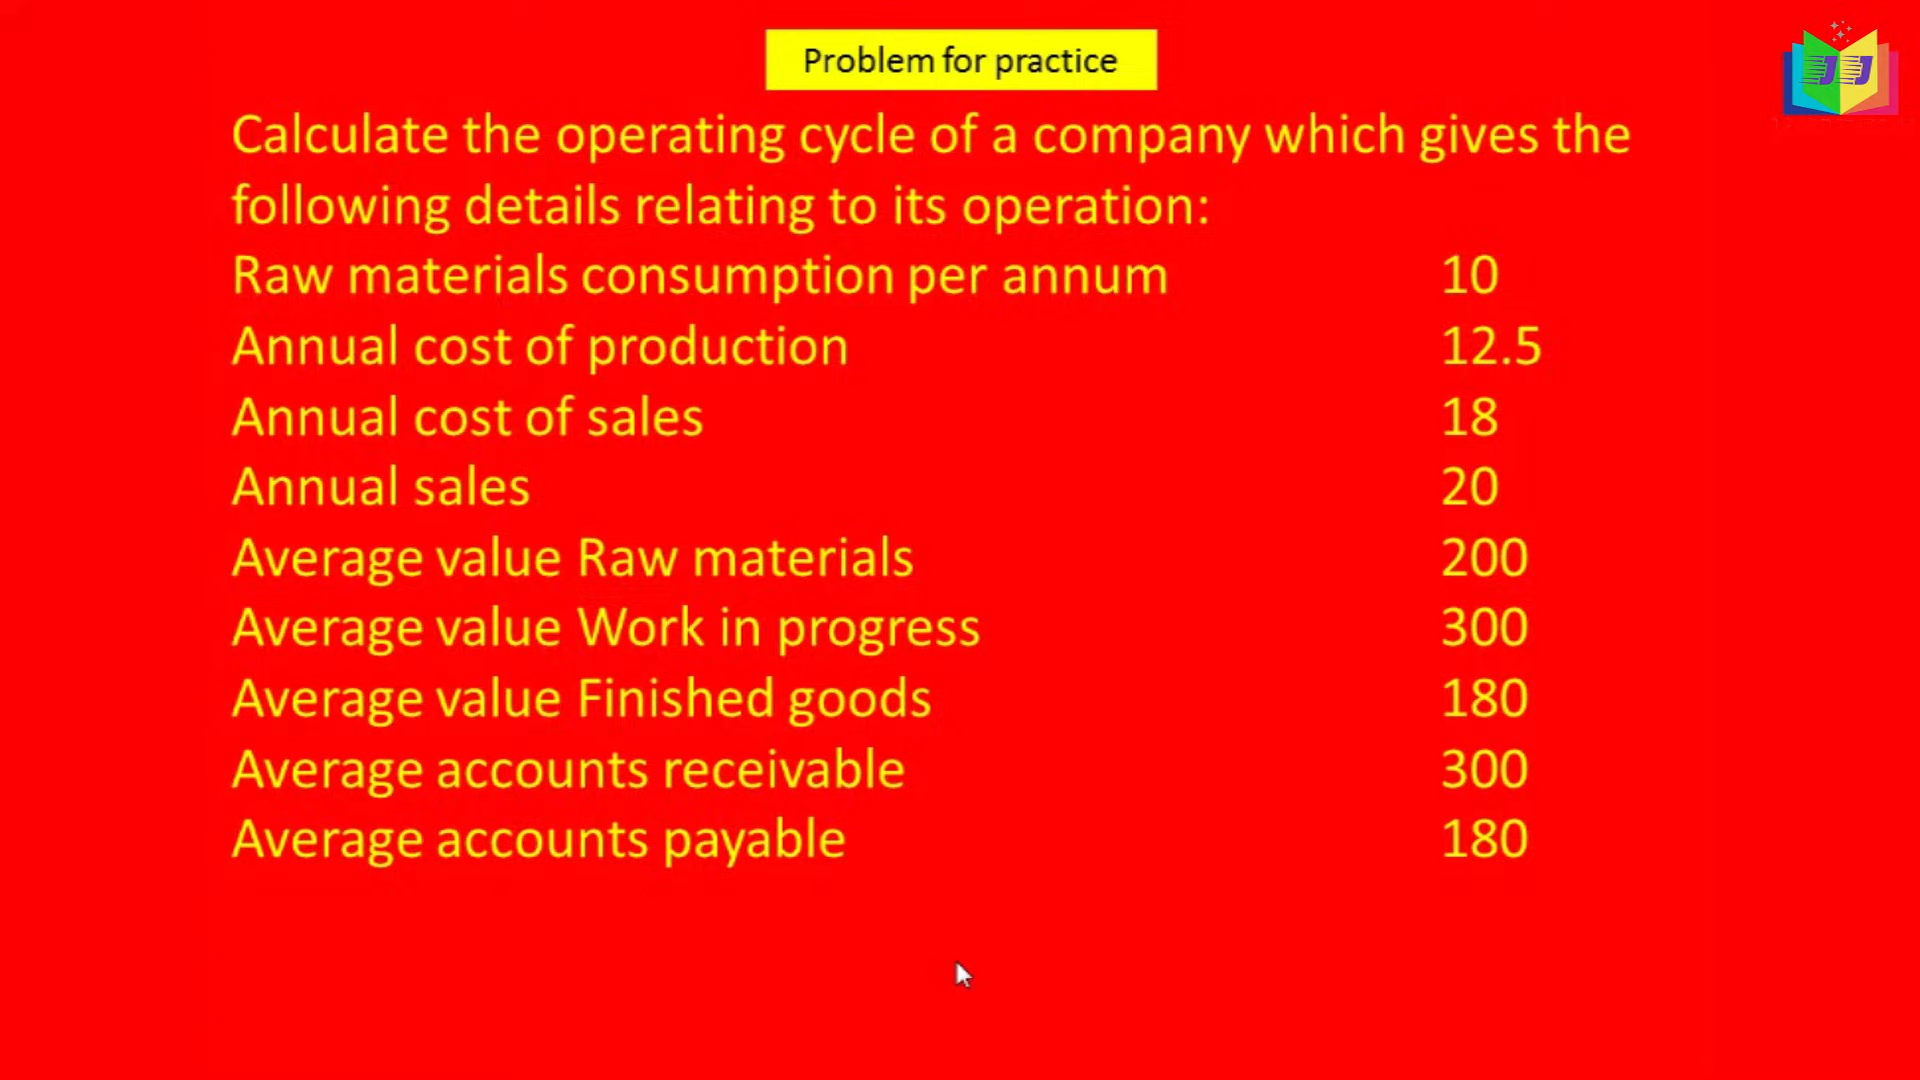 Problem for practice
Calculate the operating cycle of a company which gives the
following details relating to its operation:
Raw materials consumption per annum 10
Annual cost of production 12.5
Annual cost of sales 18
Annual sales 20
Average value Raw materials 200
Average value Work in progress 300
Average value Finished goods 180
Average accounts receivable 300
Average accounts payable 180
JJ